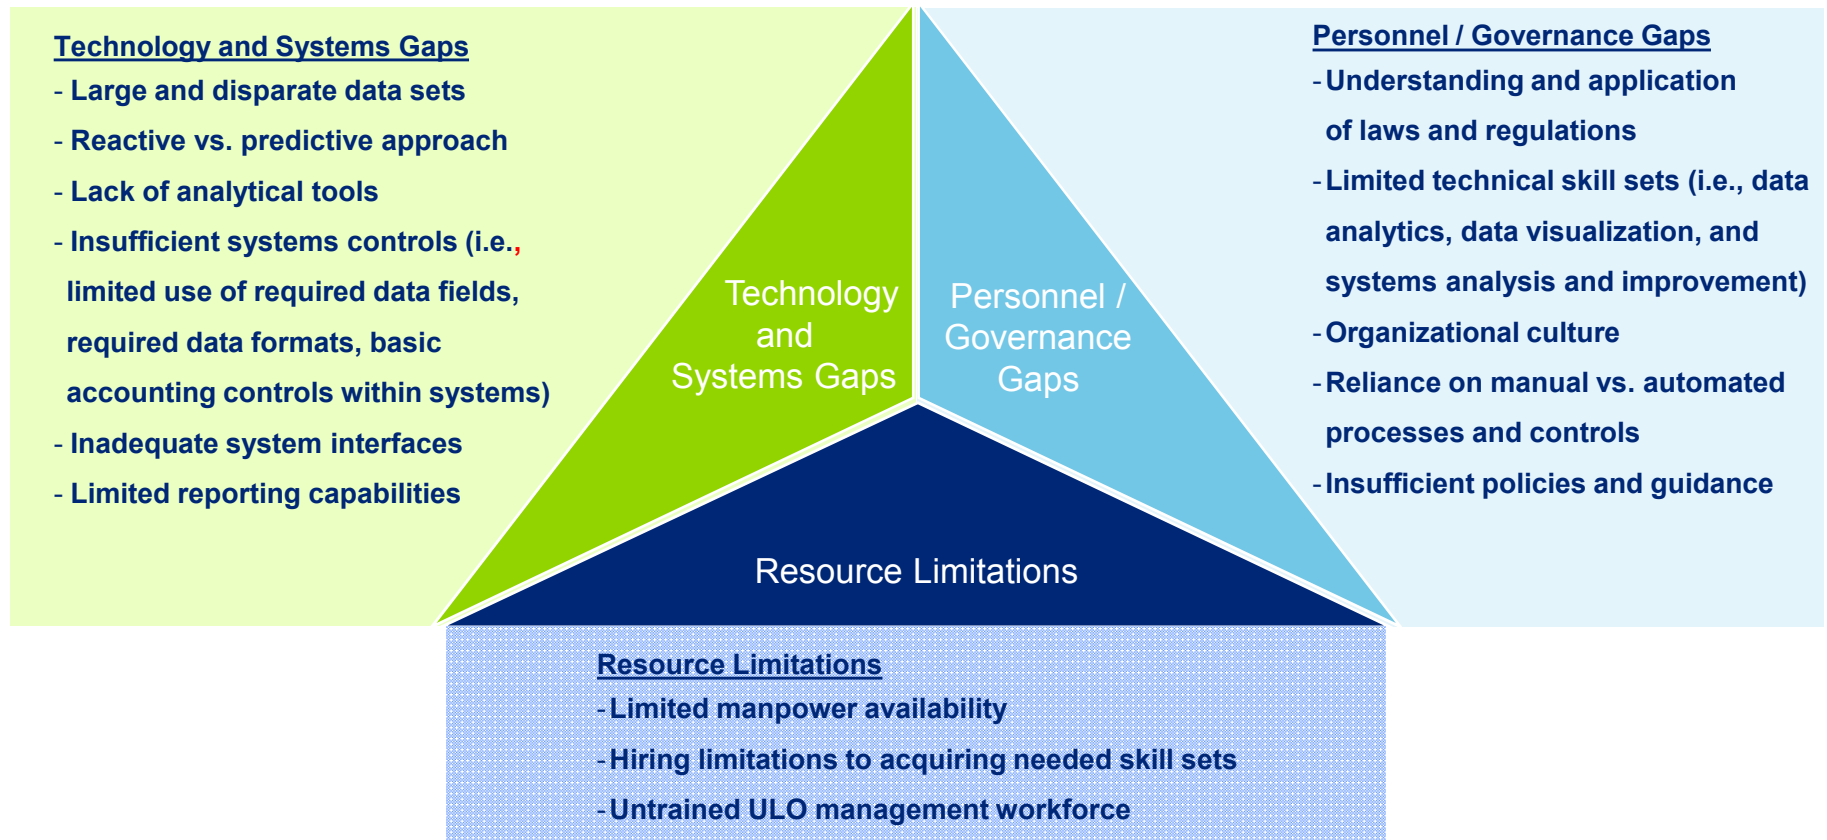 Technology and Systems Gaps
- Large and disparate data sets
- Reactive vs. predictive approach
- Lack of analytical tools
- Insufficient systems controls (i.e.,
limited use of required data fields,
required data formats, basic
accounting controls within systems)
- Inadequate system interfaces
- Limited reporting capabilities
Technology
and
Systems Gaps
Personnel /
Governance
Gaps
Personnel / Governance Gaps
- Understanding and application
of laws and regulations
- Limited technical skill sets (i.e., data
analytics, data visualization, and
systems analysis and improvement)
- Organizational culture
- Reliance on manual vs. automated
processes and controls
- Insufficient policies and guidance
Resource Limitations
Resource Limitations
- Limited manpower availability
- Hiring limitations to acquiring needed skill sets
- Untrained ULO management workforce